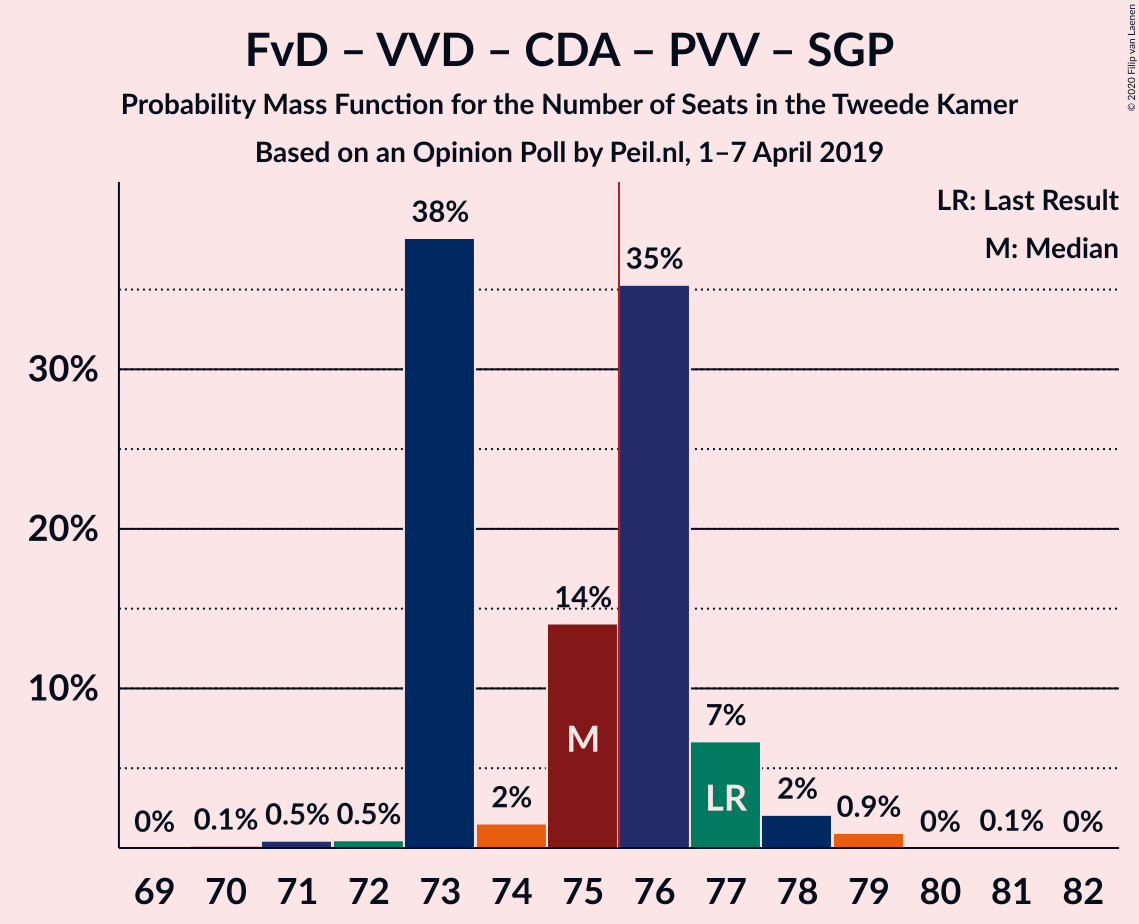 FvD – VVD – CDA – PVV – SGP
Probability Mass Function for the Number of Seats in the Tweede Kamer
Based on an Opinion Poll by Peil.nl, 1–7 April 2019
© 2020 Filip van Laenen
LR: Last Result
M: Median
38%
35%
30%
20%
14%
10%
M
7%
LR
2%
2%
0.9%
0%
0.1%
0.5%
0.5%
0%
0.1%
0%
69 70 71 72 73 74 75 76 77 78 79 80 81 82